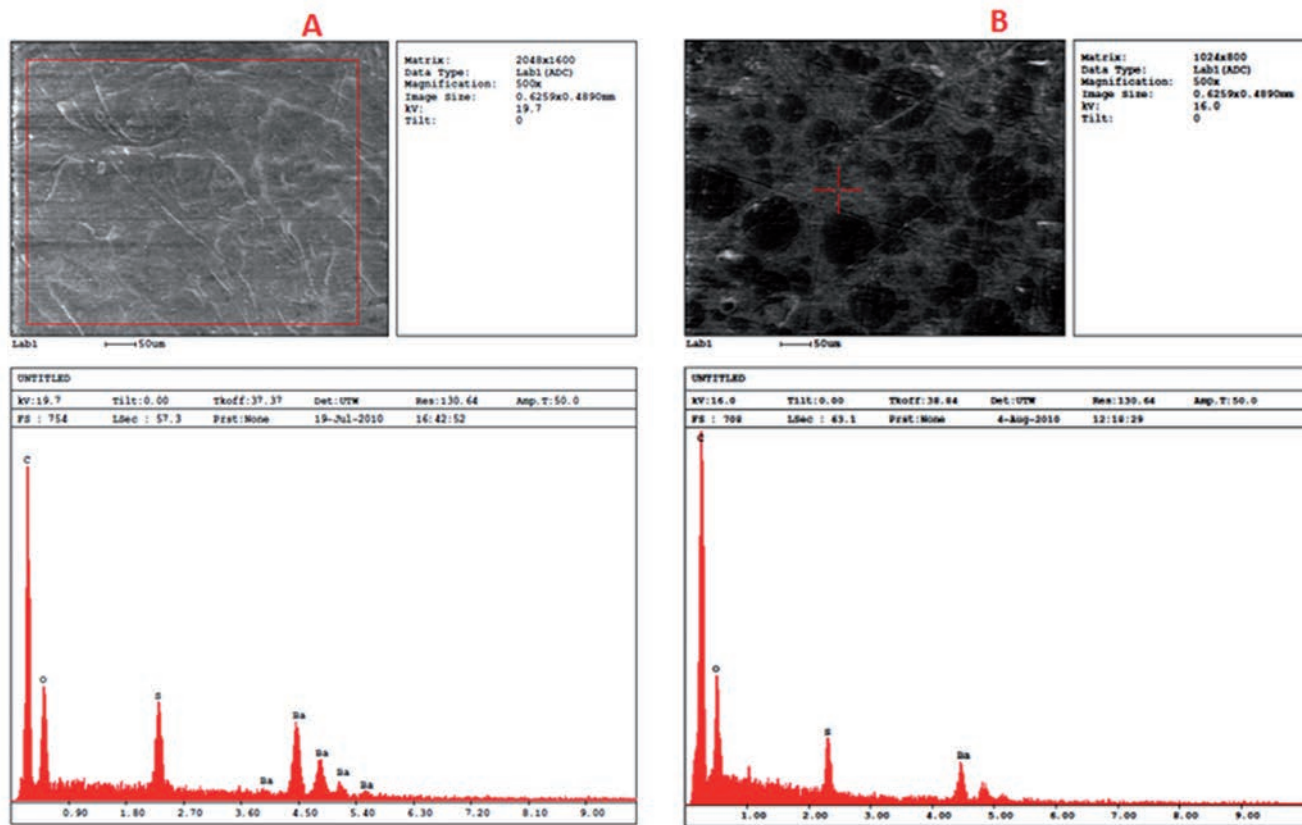 A
Matrix: 2048x1600
Data Type: Lab1(ADC)
Magnification: 500x
Image Size: 0.6259x0.4890mm
kV: 19.7
Tilt: 0
Lab1 50um
UNTITLED
kV:19.7 Tilt:0.00 Tkoff:37.37 Det:UTW Res:130.64 Amp.T:50.0
FS : 754 LSec : 57.3 Prst:None 19-Jul-2010 16:42:52
C
O
S
Ba
Ba
Ba
Ba
Ba
0.90 1.80 2.70 3.60 4.50 5.40 6.30 7.20 8.10 9.00
B
Matrix: 1024x800
Data Type: Lab1(ADC)
Magnification: 500x
Image Size: 0.6259x0.4890mm
kV: 16.0
Tilt: 0
Lab1 50um
UNTITLED
kV:16.0 Tilt:0.00 Tkoff:38.84 Det:UTW Res:130.64 Amp.T:50.0
FS : 708 LSec : 63.1 Prst:None 4-Aug-2010 12:18:29
C
O
S
Ba
1.00 2.00 3.00 4.00 5.00 6.00 7.00 8.00 9.00